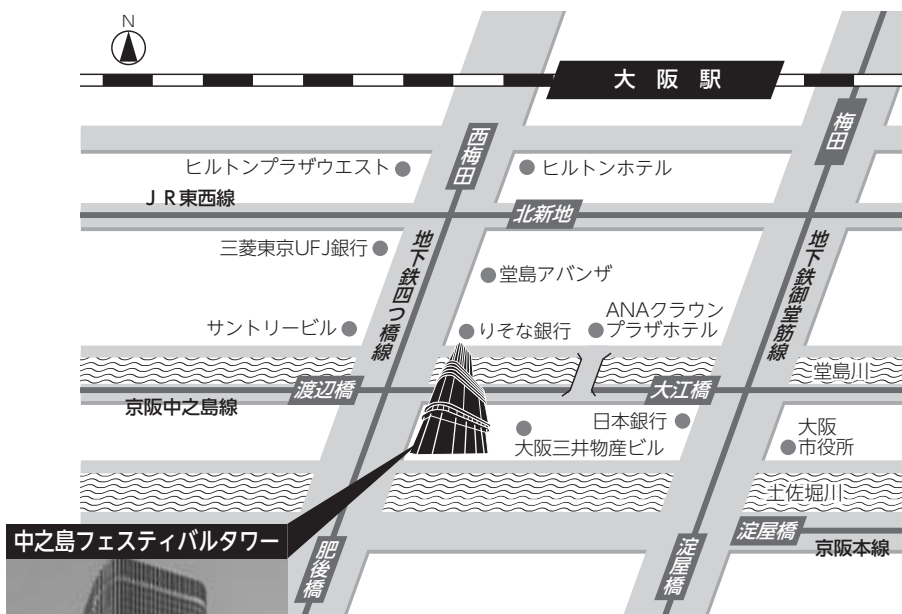 N
大阪駅
梅田
西梅田
ヒルトンプラザウエスト
ヒルトンホテル
JR東西線
北新地
三菱東京UFJ銀行
地下鉄四つ橋線
地下鉄御堂筋線
堂島アバンザ
サントリービル
りそな銀行
ANAクラウン
プラザホテル
堂島川
渡辺橋
大江橋
京阪中之島線
日本銀行
大阪三井物産ビル
大阪
市役所
土佐堀川
中之島フェスティバルタワー
肥後橋
淀屋橋
淀屋橋
京阪本線